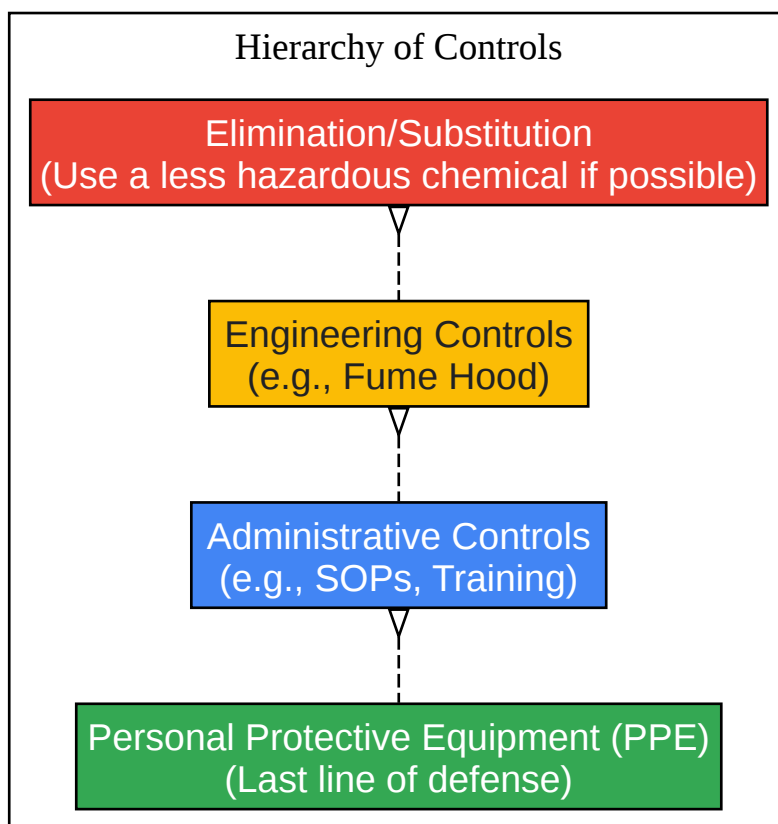 Hierarchy of Controls
Elimination/Substitution
(Use a less hazardous chemical if possible)
Engineering Controls
(e.g., Fume Hood)
Administrative Controls
(e.g., SOPs, Training)
Personal Protective Equipment (PPE)
(Last line of defense)